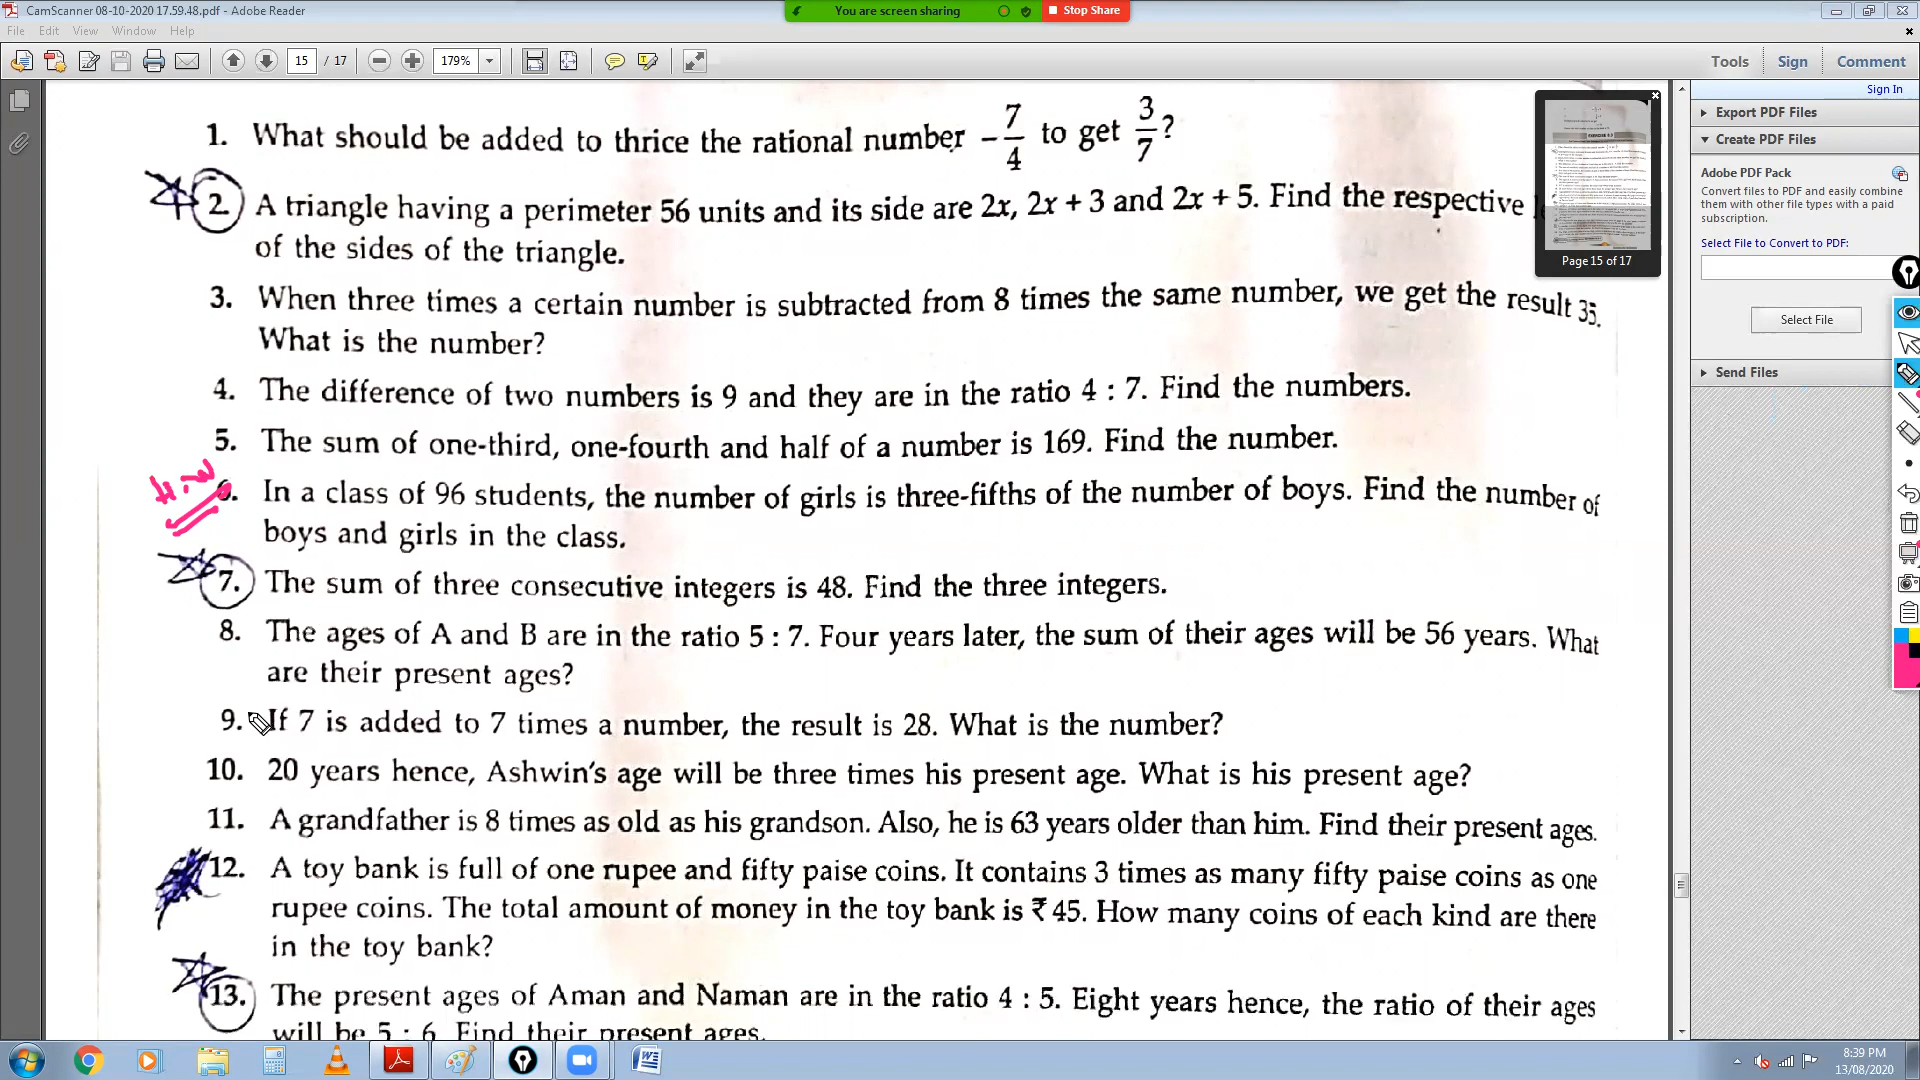 CamScanner 08-10-2020 17.59.48.pdf - Adobe Reader
You are screen sharing
Stop Share
File Edit View Window Help
15 / 17
179%
Tools Sign Comment
Sign In
Export PDF Files
Create PDF Files
Adobe PDF Pack
Convert files to PDF and easily combine
them with other file types with a paid
subscription.
Select File to Convert to PDF:
Select File
Send Files
Page 15 of 17
1. What should be added to thrice the rational number -7/4 to get 3/7?
2. A triangle having a perimeter 56 units and its side are 2x, 2x + 3 and 2x + 5. Find the respective
of the sides of the triangle.
3. When three times a certain number is subtracted from 8 times the same number, we get the result 35.
What is the number?
4. The difference of two numbers is 9 and they are in the ratio 4 : 7. Find the numbers.
5. The sum of one-third, one-fourth and half of a number is 169. Find the number.
H.W
6. In a class of 96 students, the number of girls is three-fifths of the number of boys. Find the number of
boys and girls in the class.
7. The sum of three consecutive integers is 48. Find the three integers.
8. The ages of A and B are in the ratio 5 : 7. Four years later, the sum of their ages will be 56 years. What
are their present ages?
9. If 7 is added to 7 times a number, the result is 28. What is the number?
10. 20 years hence, Ashwin's age will be three times his present age. What is his present age?
11. A grandfather is 8 times as old as his grandson. Also, he is 63 years older than him. Find their present ages.
12. A toy bank is full of one rupee and fifty paise coins. It contains 3 times as many fifty paise coins as one
rupee coins. The total amount of money in the toy bank is ₹ 45. How many coins of each kind are there
in the toy bank?
13. The present ages of Aman and Naman are in the ratio 4 : 5. Eight years hence, the ratio of their ages
will be 5 : 6. Find their present ages.
8:39 PM
13/08/2020